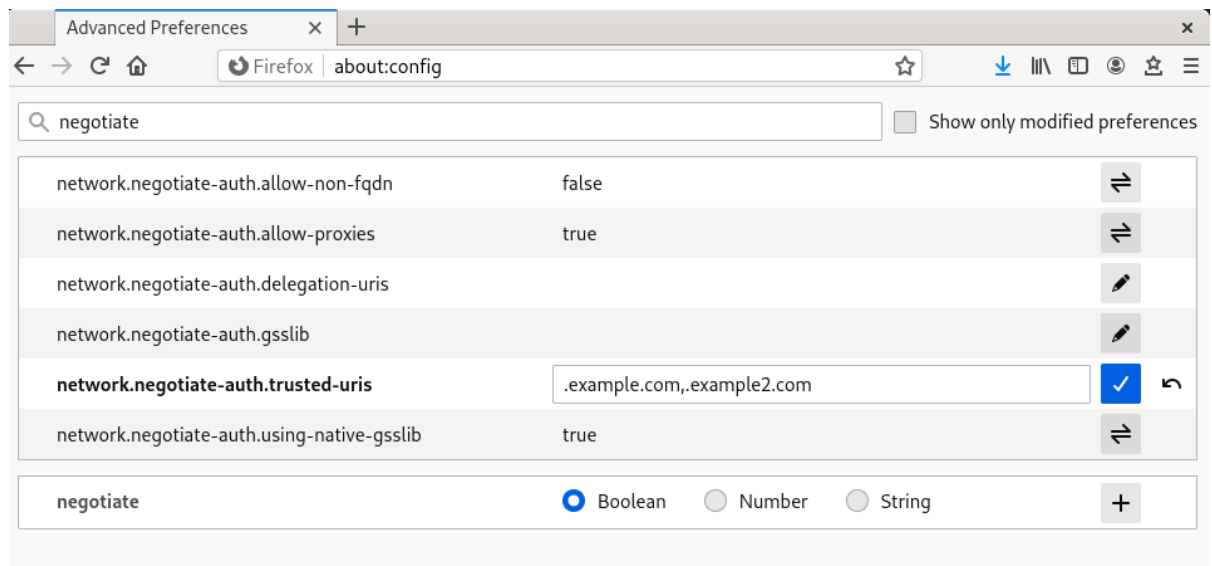 Advanced Preferences
Firefox about:config
negotiate Show only modified preferences
network.negotiate-auth.allow-non-fqdn false
network.negotiate-auth.allow-proxies true
network.negotiate-auth.delegation-uris
network.negotiate-auth.gsslib
network.negotiate-auth.trusted-uris .example.com,.example2.com
network.negotiate-auth.using-native-gsslib true
negotiate Boolean Number String